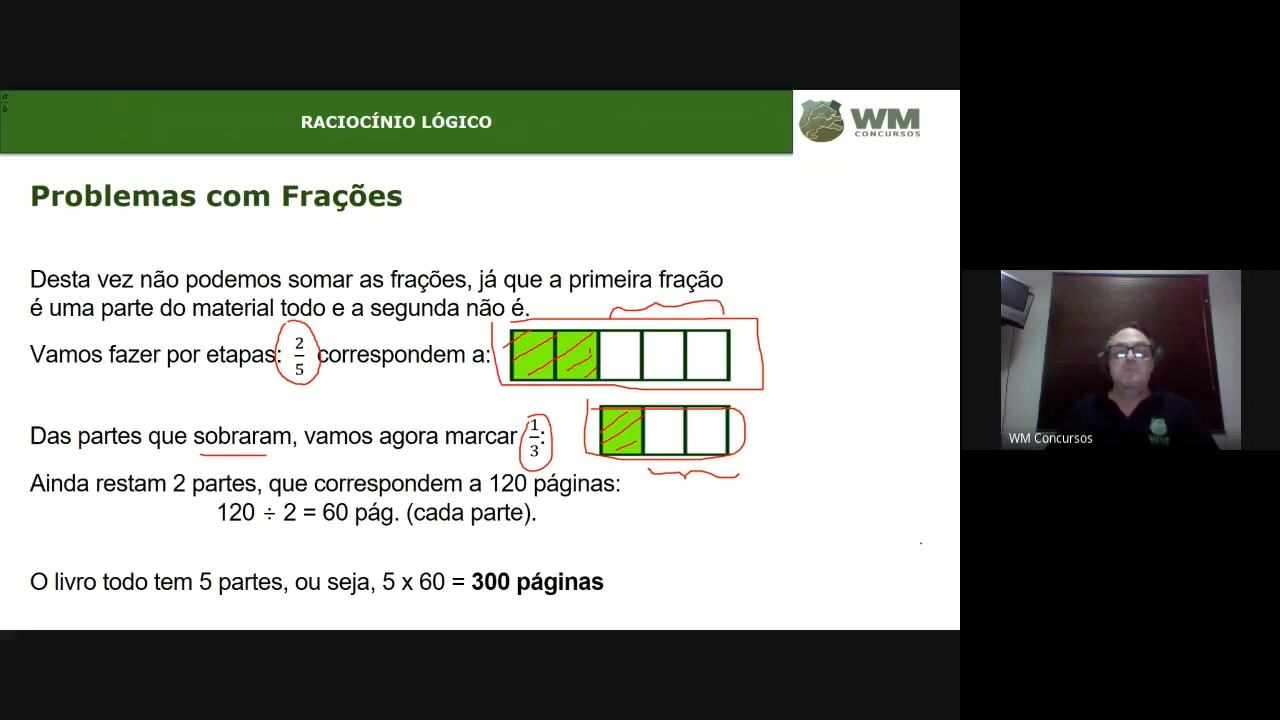 a
b
RACIOCÍNIO LÓGICO
WM
CONCURSOS
Problemas com Frações
Desta vez não podemos somar as frações, já que a primeira fração
é uma parte do material todo e a segunda não é.
Vamos fazer por etapas: 2/5 correspondem a:
Das partes que sobraram, vamos agora marcar 1/3:
Ainda restam 2 partes, que correspondem a 120 páginas:
120 ÷ 2 = 60 pág. (cada parte).
O livro todo tem 5 partes, ou seja, 5 x 60 = 300 páginas
WM Concursos